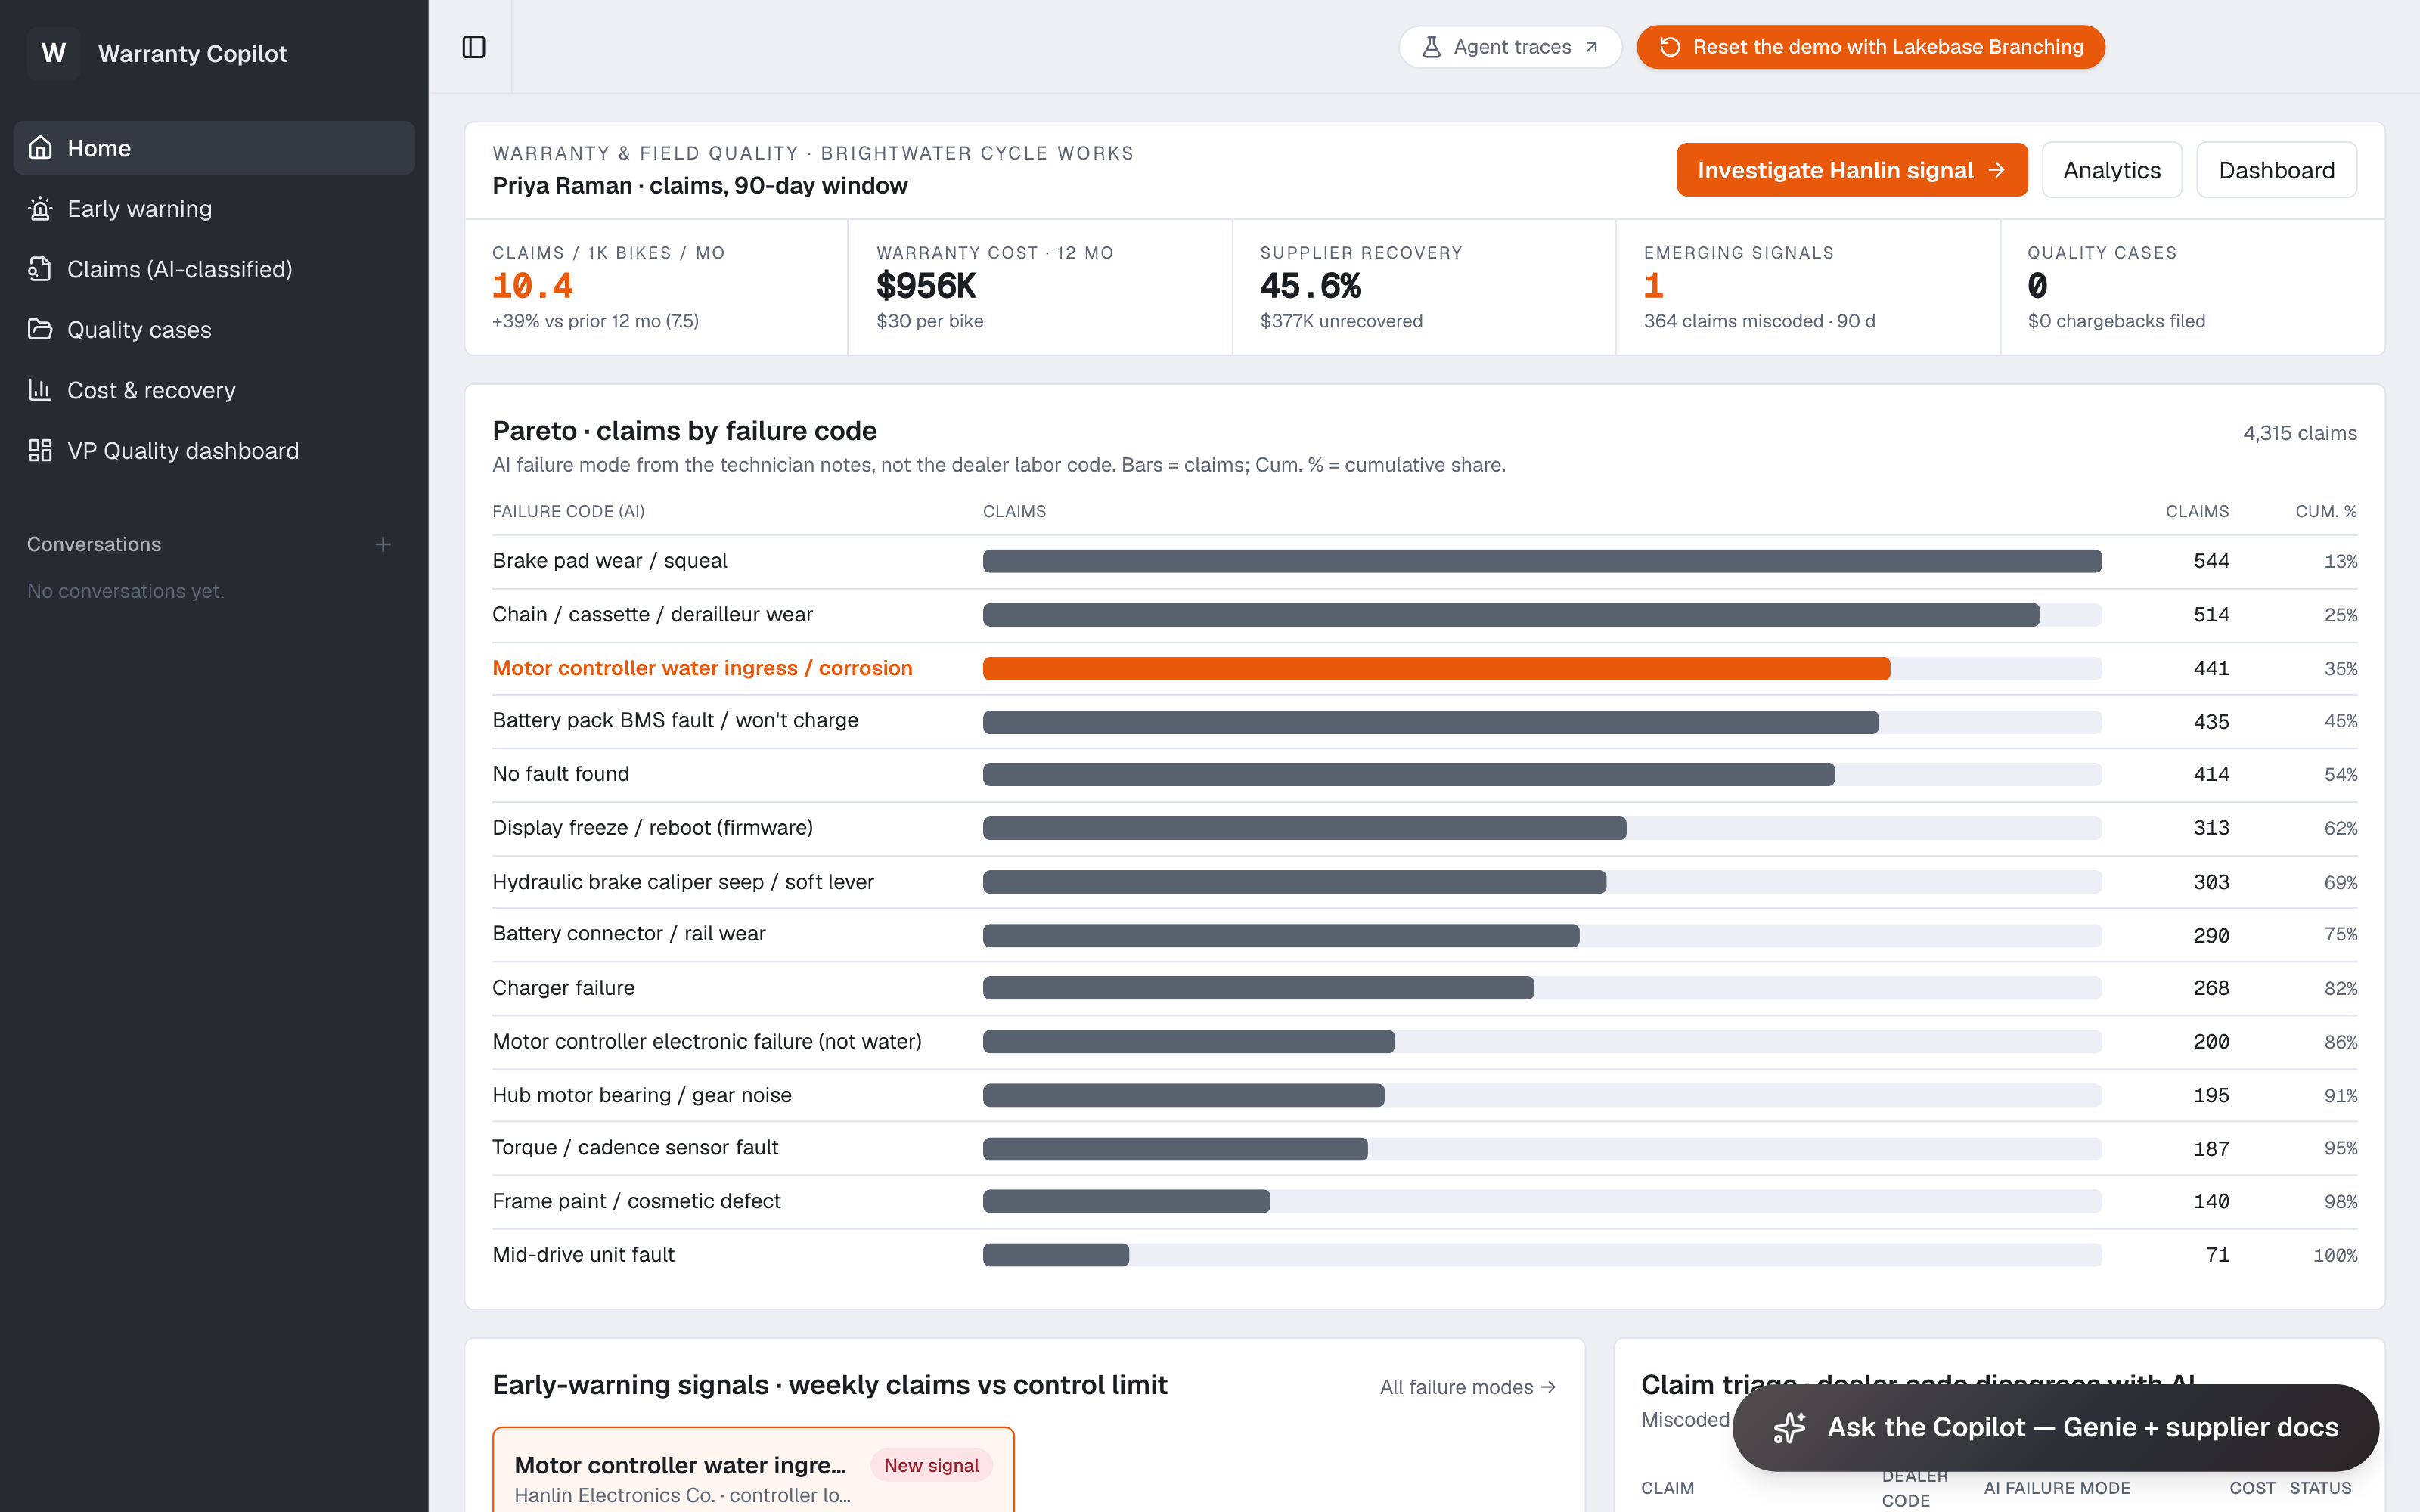 W Warranty Copilot
Home
Early warning
Claims (AI-classified)
Quality cases
Cost & recovery
VP Quality dashboard
Conversations +
No conversations yet.
Agent traces
Reset the demo with Lakebase Branching
WARRANTY & FIELD QUALITY · BRIGHTWATER CYCLE WORKS
Priya Raman · claims, 90-day window
Investigate Hanlin signal →
Analytics
Dashboard
CLAIMS / 1K BIKES / MO
10.4
+39% vs prior 12 mo (7.5)
WARRANTY COST · 12 MO
$956K
$30 per bike
SUPPLIER RECOVERY
45.6%
$377K unrecovered
EMERGING SIGNALS
1
364 claims miscoded · 90 d
QUALITY CASES
0
$0 chargebacks filed
Pareto · claims by failure code
4,315 claims
AI failure mode from the technician notes, not the dealer labor code. Bars = claims; Cum. % = cumulative share.
FAILURE CODE (AI) CLAIMS CLAIMS CUM. %
Brake pad wear / squeal 544 13%
Chain / cassette / derailleur wear 514 25%
Motor controller water ingress / corrosion 441 35%
Battery pack BMS fault / won't charge 435 45%
No fault found 414 54%
Display freeze / reboot (firmware) 313 62%
Hydraulic brake caliper seep / soft lever 303 69%
Battery connector / rail wear 290 75%
Charger failure 268 82%
Motor controller electronic failure (not water) 200 86%
Hub motor bearing / gear noise 195 91%
Torque / cadence sensor fault 187 95%
Frame paint / cosmetic defect 140 98%
Mid-drive unit fault 71 100%
Early-warning signals · weekly claims vs control limit
All failure modes →
Motor controller water ingre...
New signal
Hanlin Electronics Co. · controller lo...
Claim triage · dealer code disagrees with AI
Miscoded
Ask the Copilot — Genie + supplier docs
CLAIM DEALER CODE AI FAILURE MODE COST STATUS